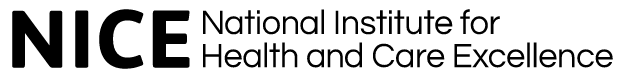 NICE National Institute for
Health and Care Excellence